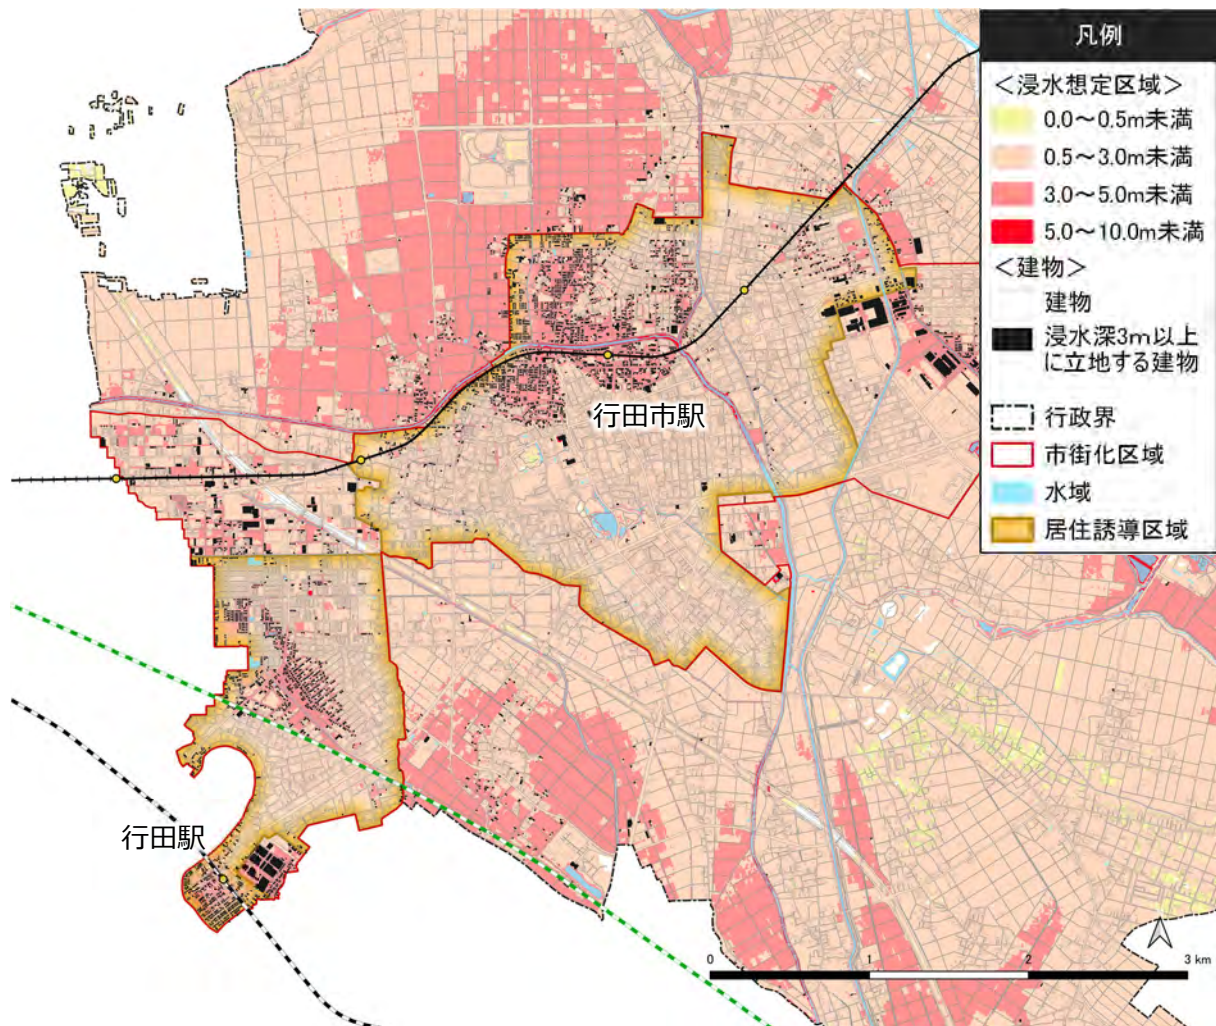 凡例
＜浸水想定区域＞
0.0～0.5m未満
0.5～3.0m未満
3.0～5.0m未満
5.0～10.0m未満
＜建物＞
建物
浸水深3m以上
に立地する建物
行政界
市街化区域
水域
居住誘導区域
行田市駅
行田駅
0 1 2 3 km